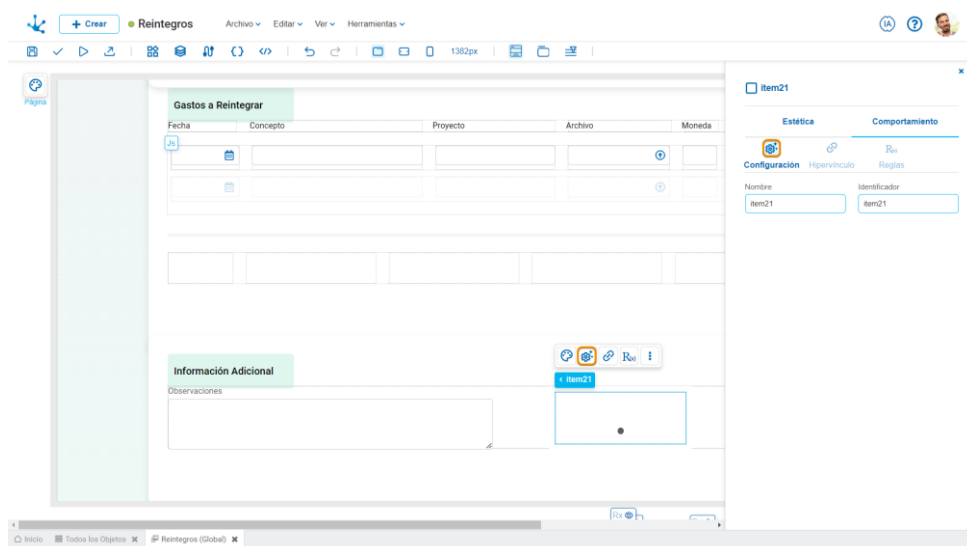 Crear
Reintegros
Archivo
Editar
Ver
Herramientas
IA
?
1382px
Página
Gastos a Reintegrar
Fecha
Concepto
Proyecto
Archivo
Moneda
Js
Información Adicional
Observaciones
R(x)
item21
Rx
item21
Estética
Comportamiento
Configuración
Hipervínculo
R(x)
Reglas
Nombre
Identificador
item21
item21
Inicio
Todos los Objetos
Reintegros (Global)